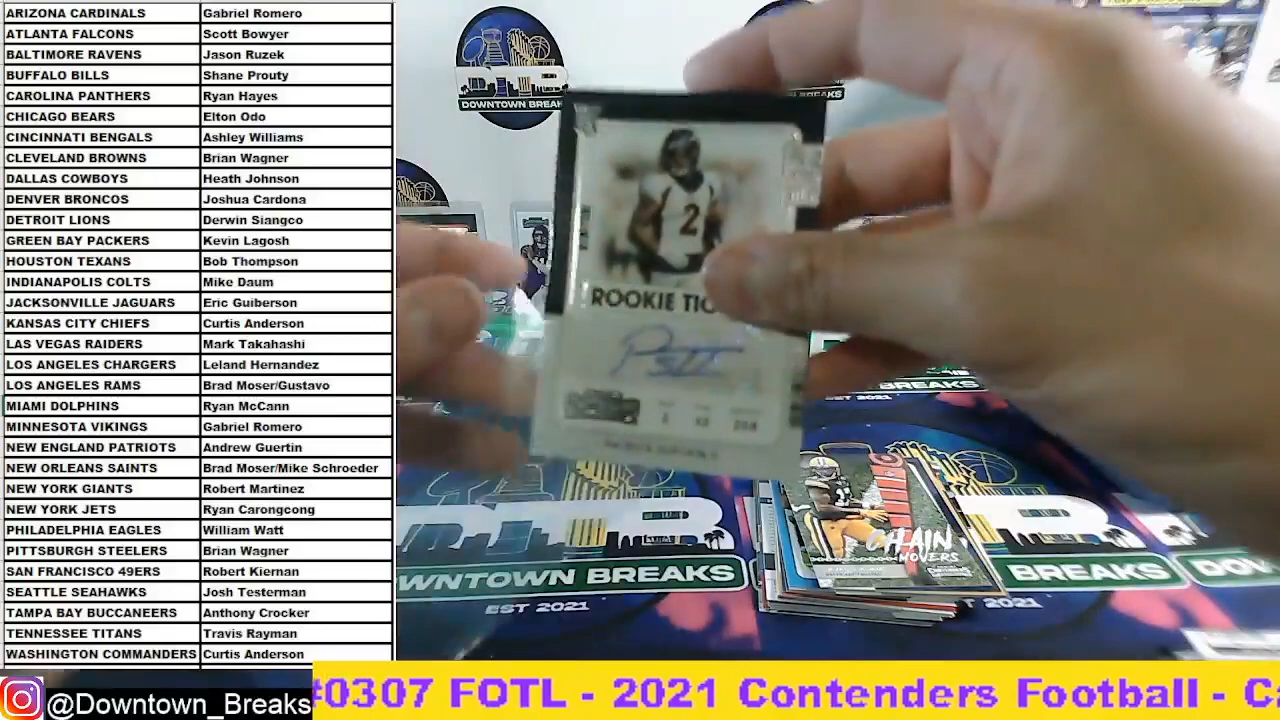 ARIZONA CARDINALS Gabriel Romero
ATLANTA FALCONS Scott Bowyer
BALTIMORE RAVENS Jason Ruzek
BUFFALO BILLS Shane Prouty
CAROLINA PANTHERS Ryan Hayes
CHICAGO BEARS Elton Odo
CINCINNATI BENGALS Ashley Williams
CLEVELAND BROWNS Brian Wagner
DALLAS COWBOYS Heath Johnson
DENVER BRONCOS Joshua Cardona
DETROIT LIONS Derwin Siangco
GREEN BAY PACKERS Kevin Lagosh
HOUSTON TEXANS Bob Thompson
INDIANAPOLIS COLTS Mike Daum
JACKSONVILLE JAGUARS Eric Guiberson
KANSAS CITY CHIEFS Curtis Anderson
LAS VEGAS RAIDERS Mark Takahashi
LOS ANGELES CHARGERS Leland Hernandez
LOS ANGELES RAMS Brad Moser/Gustavo
MIAMI DOLPHINS Ryan McCann
MINNESOTA VIKINGS Gabriel Romero
NEW ENGLAND PATRIOTS Andrew Guertin
NEW ORLEANS SAINTS Brad Moser/Mike Schroeder
NEW YORK GIANTS Robert Martinez
NEW YORK JETS Ryan Carongcong
PHILADELPHIA EAGLES William Watt
PITTSBURGH STEELERS Brian Wagner
SAN FRANCISCO 49ERS Robert Kiernan
SEATTLE SEAHAWKS Josh Testerman
TAMPA BAY BUCCANEERS Anthony Crocker
TENNESSEE TITANS Travis Rayman
WASHINGTON COMMANDERS Curtis Anderson
DTB
DOWNTOWN BREAK
2
ROOKIE TIC
BREAKS
EST 2021
CHAIN
MOVERS
WNTOWN BREAKS
EST 2021
BREAKS
DOW
@Downtown_Breaks
#0307 FOTL - 2021 Contenders Football - Ca